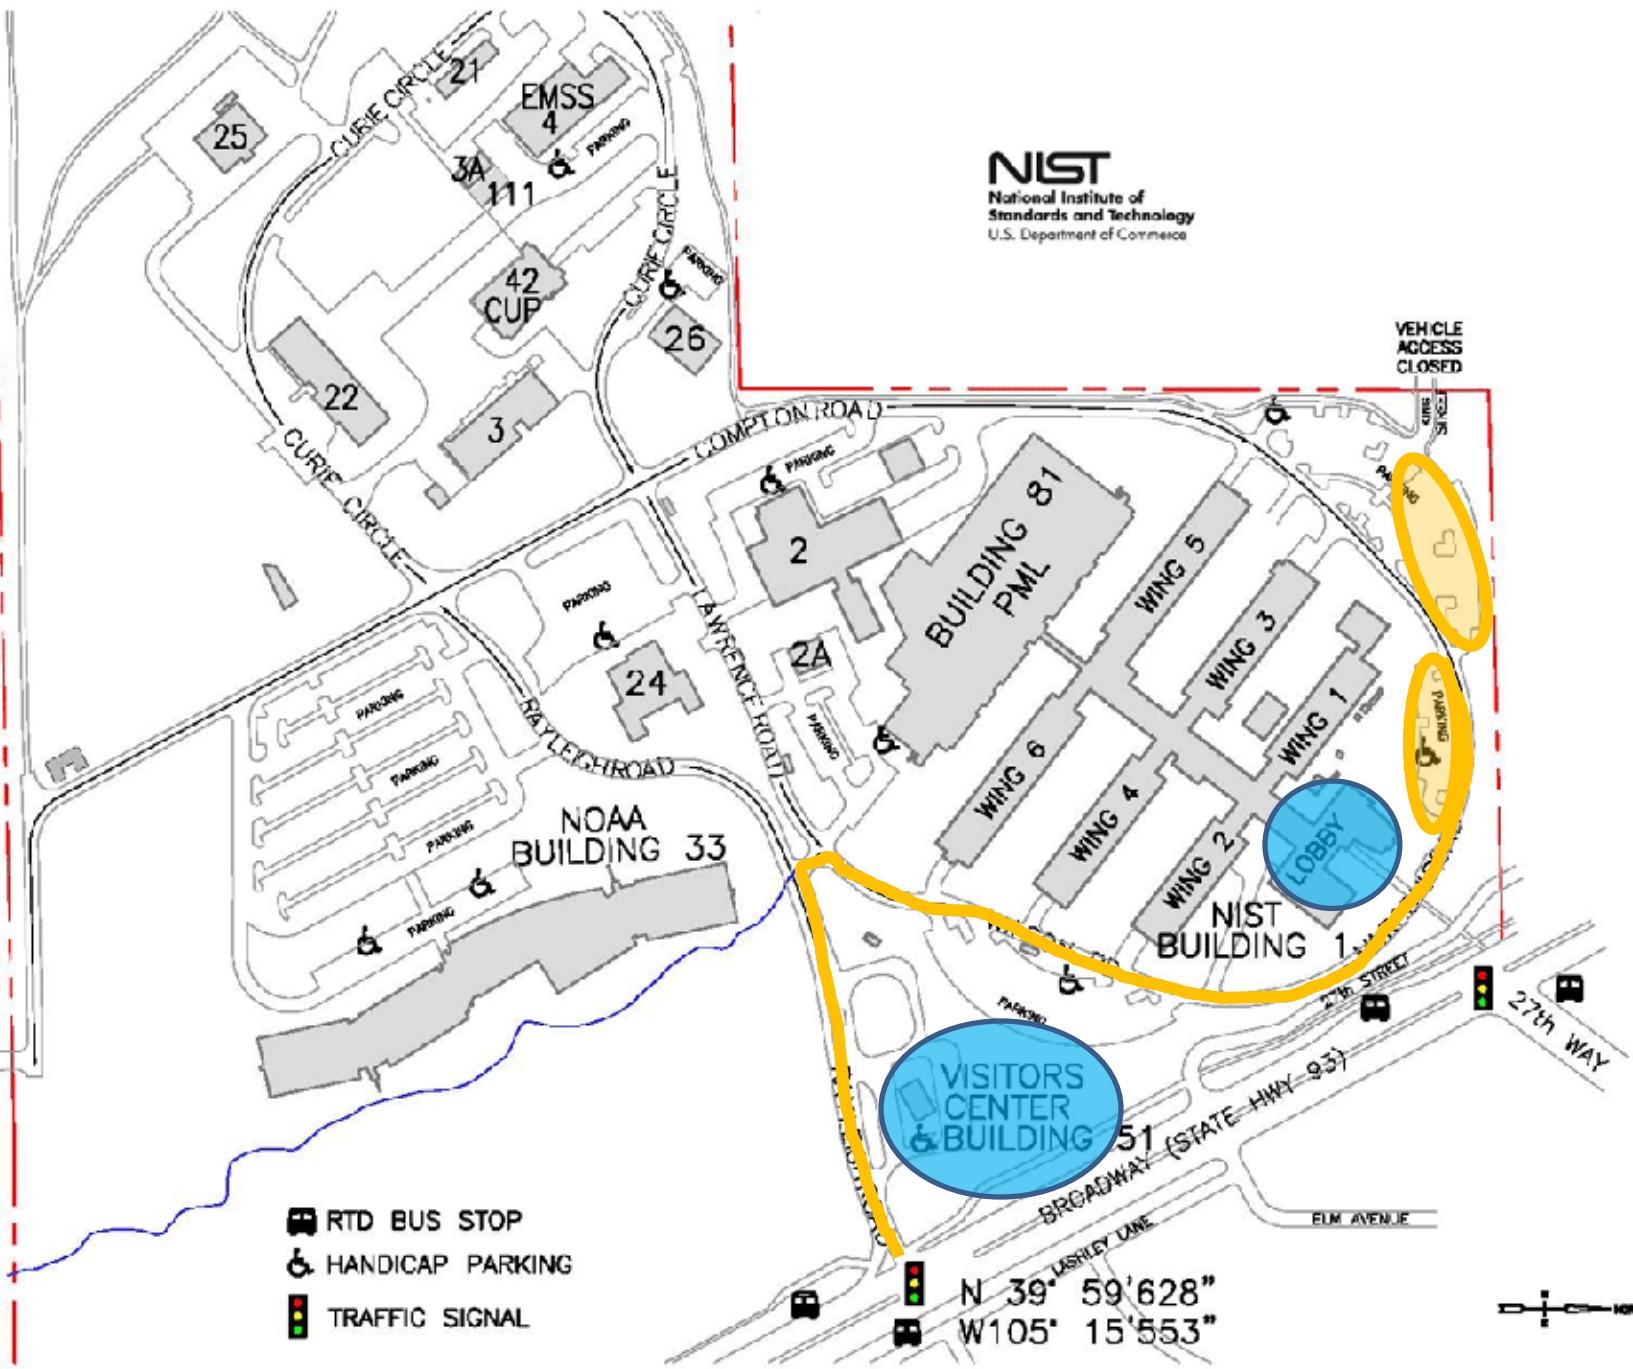 CURIE CIRCLE
21
EMSS
4
PARKING
25
3A
111
CURIE CIRCLE
NIST
National Institute of
Standards and Technology
U.S. Department of Commerce
PARKING
42
CUP
26
22
3
CURIE CIRCLE
VEHICLE
ACCESS
CLOSED
KING
STREET
COMPTON ROAD
PARKING
PARKING
2
BUILDING 81
PML
WING 5
PARKING
LAWRENCE ROAD
2A
WING 3
24
PARKING
RAYLEIGH ROAD
PARKING
WING 1
PARKING
PARKING
WING 6
WING 4
PARKING
NOAA
BUILDING 33
LOBBY
WING 2
PARKING
NIST
BUILDING 1
27th STREET
27th WAY
PARKING
VISITORS
CENTER
BUILDING 51
BROADWAY (STATE HWY 93)
LASHLEY LANE
ELM AVENUE
RTD BUS STOP
HANDICAP PARKING
TRAFFIC SIGNAL
N 39° 59'628"
W105° 15'553"